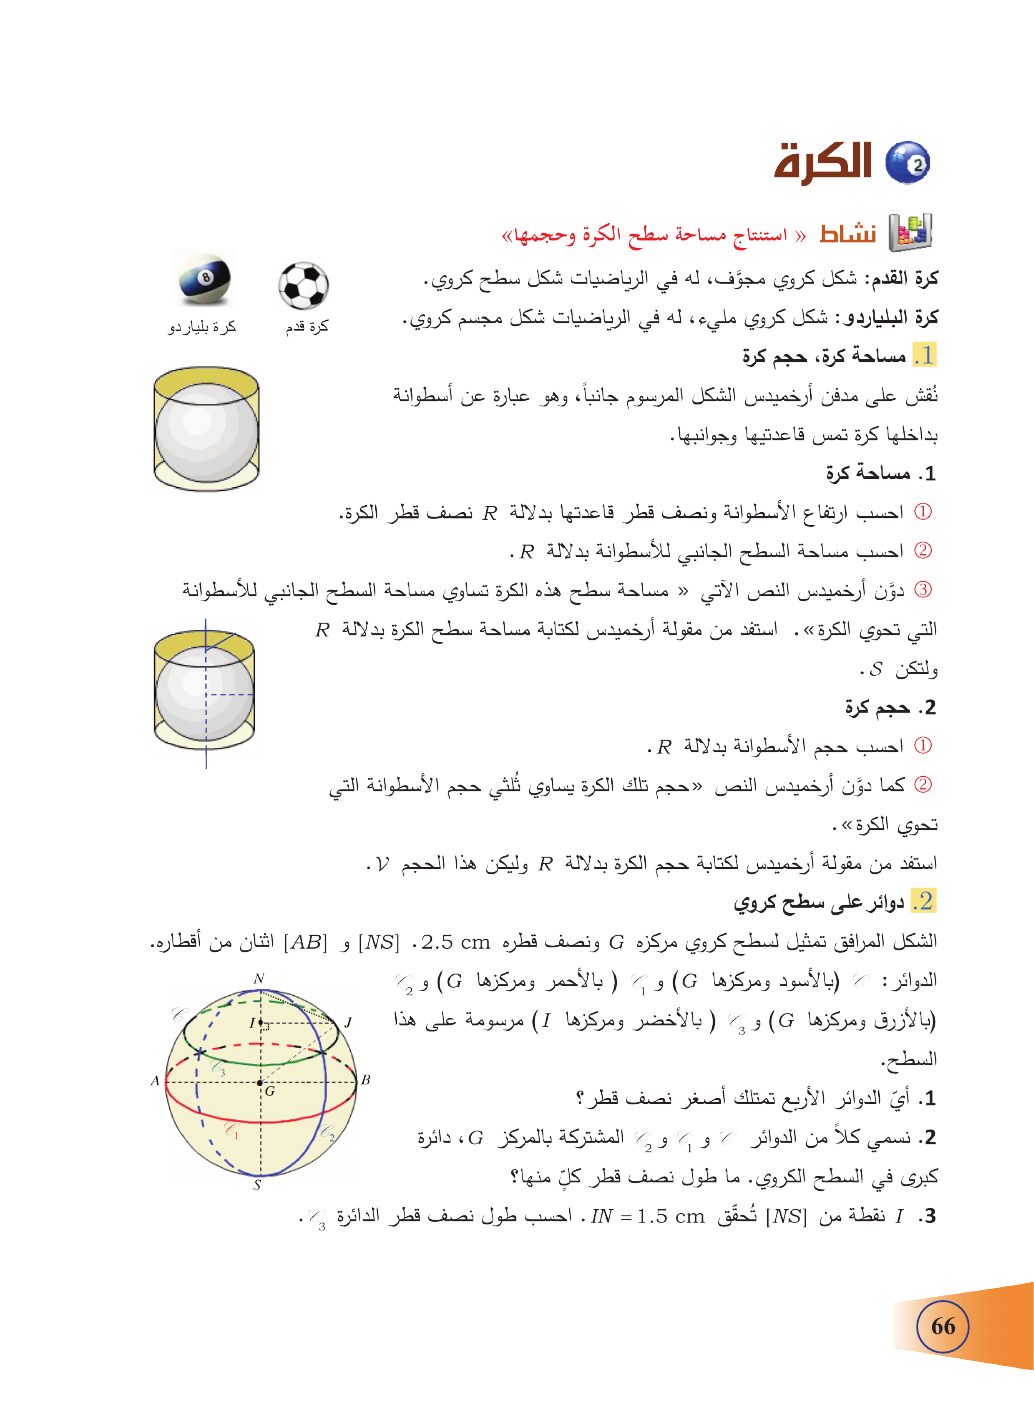 2 الكرة
نشاط « استنتاج مساحة سطح الكرة وحجمها»
كرة القدم: شكل كروي مجوَّف، له في الرياضيات شكل سطح كروي.
كرة البلياردو: شكل كروي مليء، له في الرياضيات شكل مجسم كروي.
8
كرة قدم
كرة بلياردو
1. مساحة كرة، حجم كرة
نُقش على مدفن أرخميدس الشكل المرسوم جانباً، وهو عبارة عن أسطوانة
بداخلها كرة تمس قاعدتيها وجوانبها.
1. مساحة كرة
① احسب ارتفاع الأسطوانة ونصف قطر قاعدتها بدلالة R نصف قطر الكرة.
② احسب مساحة السطح الجانبي للأسطوانة بدلالة R .
③ دوَّن أرخميدس النص الآتي « مساحة سطح هذه الكرة تساوي مساحة السطح الجانبي للأسطوانة
التي تحوي الكرة». استفد من مقولة أرخميدس لكتابة مساحة سطح الكرة بدلالة R
ولتكن S .
2. حجم كرة
① احسب حجم الأسطوانة بدلالة R .
② كما دوَّن أرخميدس النص «حجم تلك الكرة يساوي ثُلثي حجم الأسطوانة التي
تحوي الكرة».
استفد من مقولة أرخميدس لكتابة حجم الكرة بدلالة R وليكن هذا الحجم V .
2. دوائر على سطح كروي
الشكل المرافق تمثيل لسطح كروي مركزه G ونصف قطره 2.5 cm . [NS] و [AB] اثنان من أقطاره.
الدوائر: 𝒞 (بالأسود ومركزها G) و 𝒞₁ ( بالأحمر ومركزها G) و 𝒞₂
(بالأزرق ومركزها G) و 𝒞₃ ( بالأخضر ومركزها I) مرسومة على هذا
السطح.
1. أيّ الدوائر الأربع تمتلك أصغر نصف قطر؟
2. نسمي كلاً من الدوائر 𝒞 و 𝒞₁ و 𝒞₂ المشتركة بالمركز G، دائرة
كبرى في السطح الكروي. ما طول نصف قطر كلٍّ منها؟
3. I نقطة من [NS] تُحقِّق IN = 1.5 cm . احسب طول نصف قطر الدائرة 𝒞₃ .
N
𝒞
I
J
𝒞₃
A
B
G
𝒞₁
𝒞₂
S
66